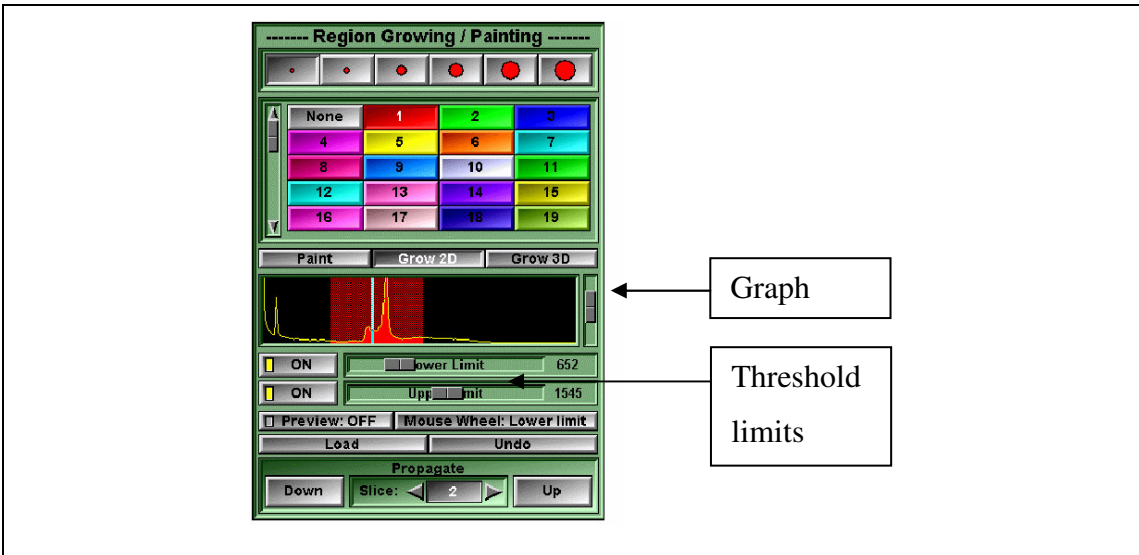 ------- Region Growing / Painting -------
None 1 2 3
4 5 6 7
8 9 10 11
12 13 14 15
16 17 18 19
Paint Grow 2D Grow 3D
Graph
ON Lower Limit 652
ON 1545
Threshold
limits
Preview: OFF Mouse Wheel: Lower limit
Load Undo
Propagate
Down Slice: 2 Up